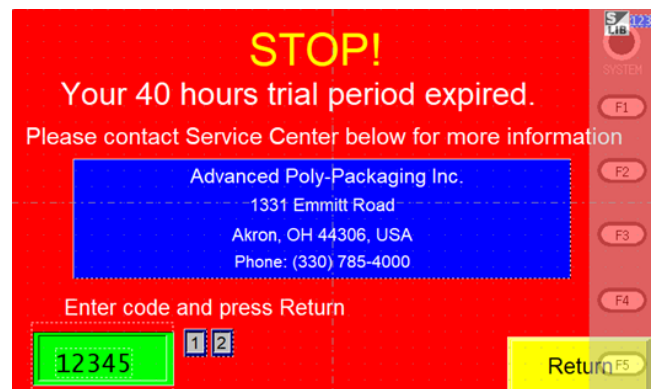 S
LIB
123
STOP!
SYSTEM
Your 40 hours trial period expired.
F1
Please contact Service Center below for more information
Advanced Poly-Packaging Inc.
F2
1331 Emmitt Road
Akron, OH 44306, USA
F3
Phone: (330) 785-4000
Enter code and press Return
F4
1 2
12345
Return
F5